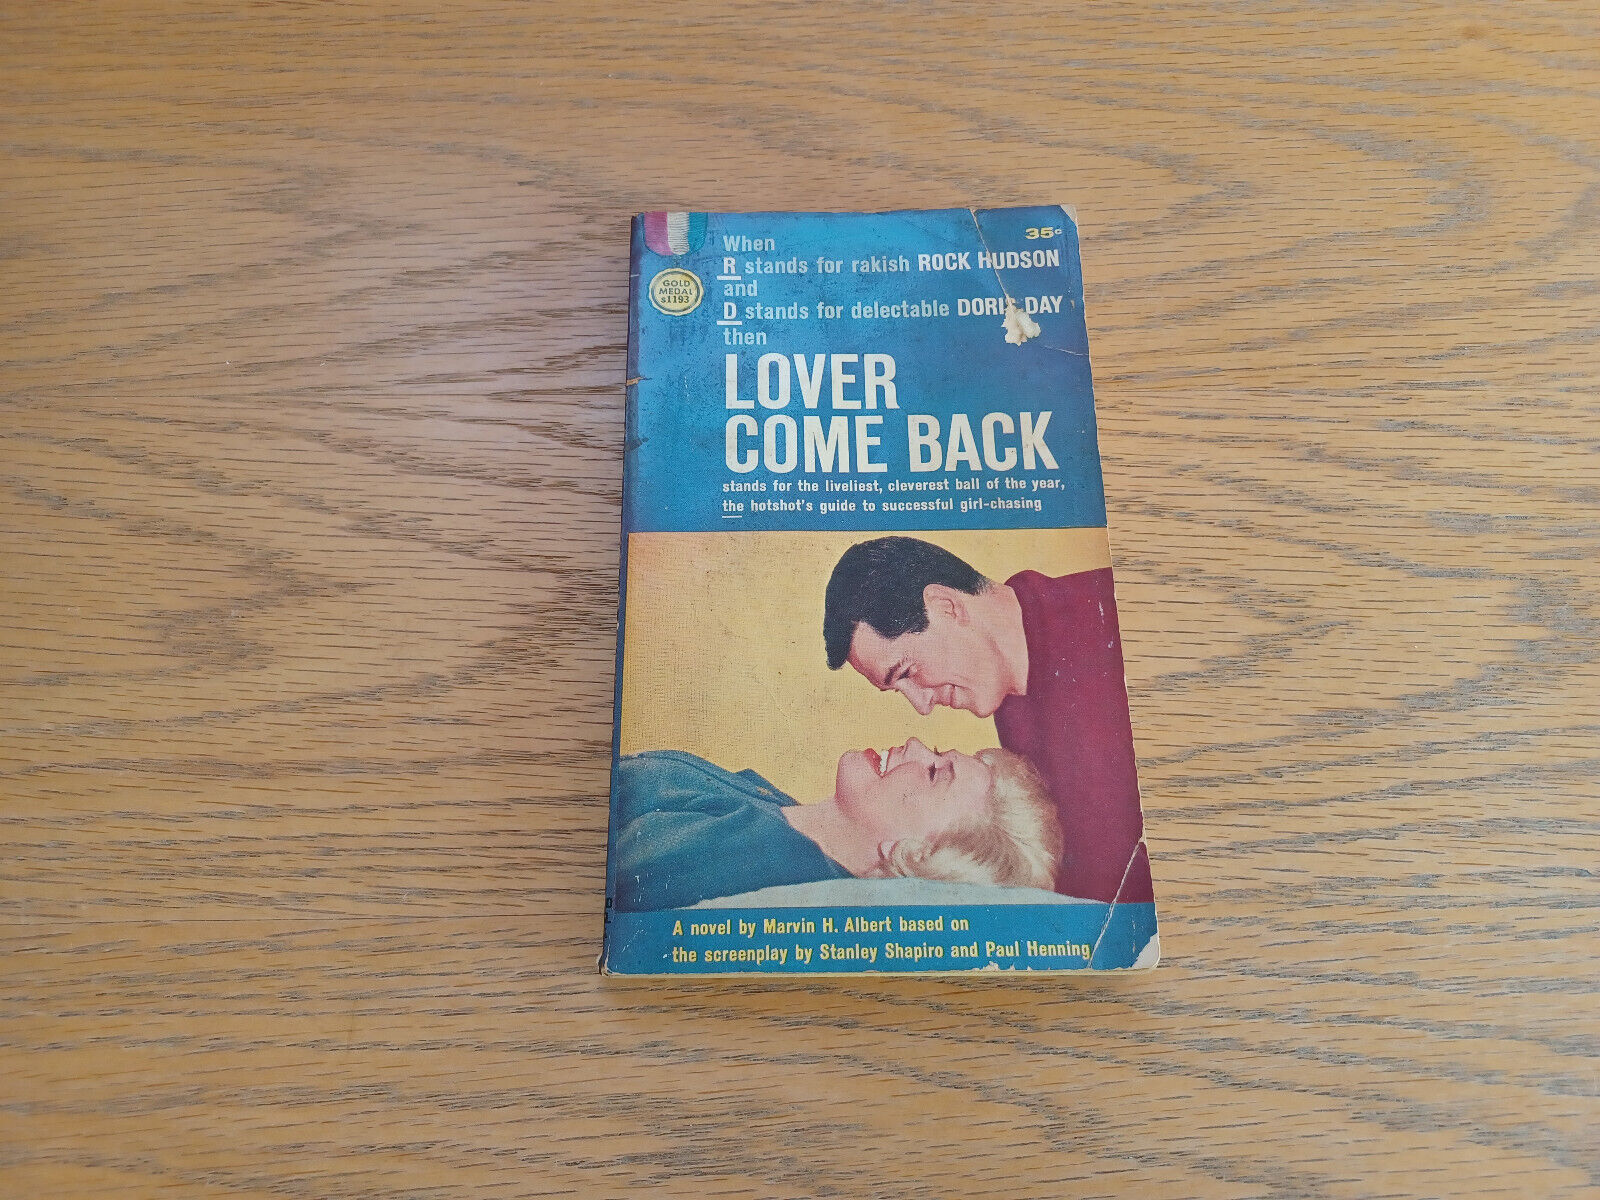 35c
When
R stands for rakish ROCK HUDSON
and
D stands for delectable DORIS DAY
then
GOLD
MEDAL
s1193
LOVER
COME BACK
stands for the liveliest, cleverest ball of the year,
the hotshot's guide to successful girl-chasing
A novel by Marvin H. Albert based on
the screenplay by Stanley Shapiro and Paul Henning